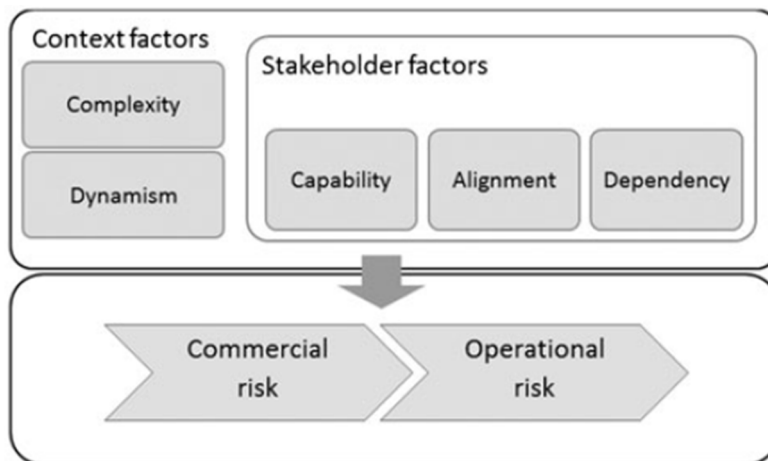 Context factors
Complexity
Dynamism
Stakeholder factors
Capability
Alignment
Dependency
Commercial
risk
Operational
risk